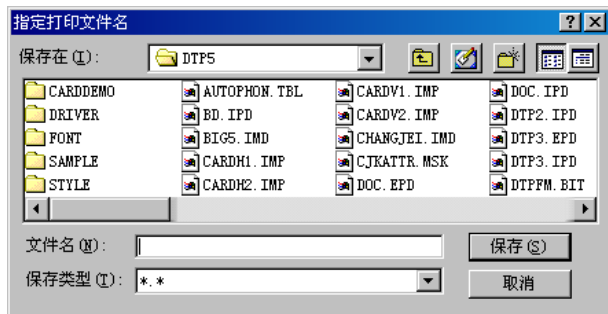 指定打印文件名
保存在(I): DTP5
CARDDEMO AUTOPHON.TBL CARDV1.IMP DOC.IPD
DRIVER BD.IPD CARDV2.IMP DTP2.IPD
FONT BIG5.IMD CHANGJEI.IMD DTP3.EPD
SAMPLE CARDH1.IMP CJKATTR.MSK DTP3.IPD
STYLE CARDH2.IMP DOC.EPD DTPFM.BIT
文件名(N): 保存(S)
保存类型(T): *.* 取消